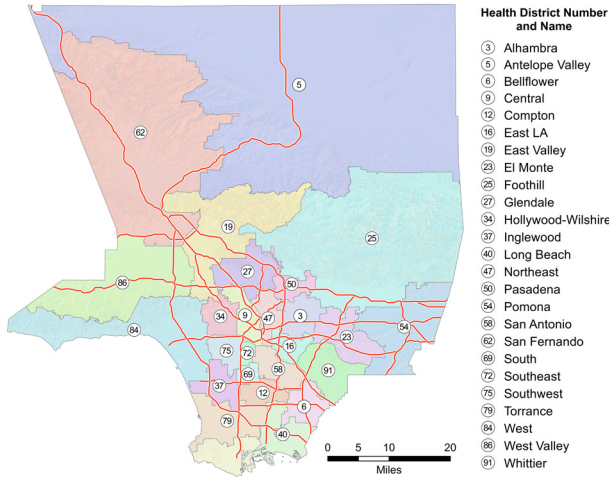 Health District Number
and Name
3 Alhambra
5 Antelope Valley
6 Bellflower
9 Central
12 Compton
16 East LA
19 East Valley
23 El Monte
25 Foothill
27 Glendale
34 Hollywood-Wilshire
37 Inglewood
40 Long Beach
47 Northeast
50 Pasadena
54 Pomona
58 San Antonio
62 San Fernando
69 South
72 Southeast
75 Southwest
79 Torrance
84 West
86 West Valley
91 Whittier
5
62
19
25
27
86
50
34
9
47
3
84
54
23
75
72
16
69
58
91
37
12
6
79
40
0 5 10 20
Miles